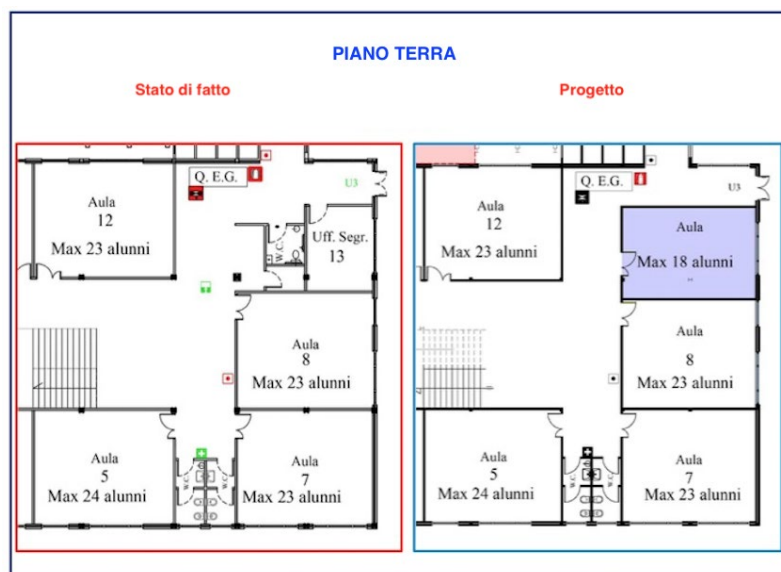 PIANO TERRA
Stato di fatto
Progetto
Q. E.G.
U3
Aula
12
Max 23 alunni
W.C.
Uff. Segr.
13
Aula
8
Max 23 alunni
Aula
5
Max 24 alunni
W.C.
W.C.
Aula
7
Max 23 alunni
Q. E.G.
U3
Aula
12
Max 23 alunni
Aula
Max 18 alunni
Aula
8
Max 23 alunni
Aula
5
Max 24 alunni
W.C.
W.C.
Aula
7
Max 23 alunni